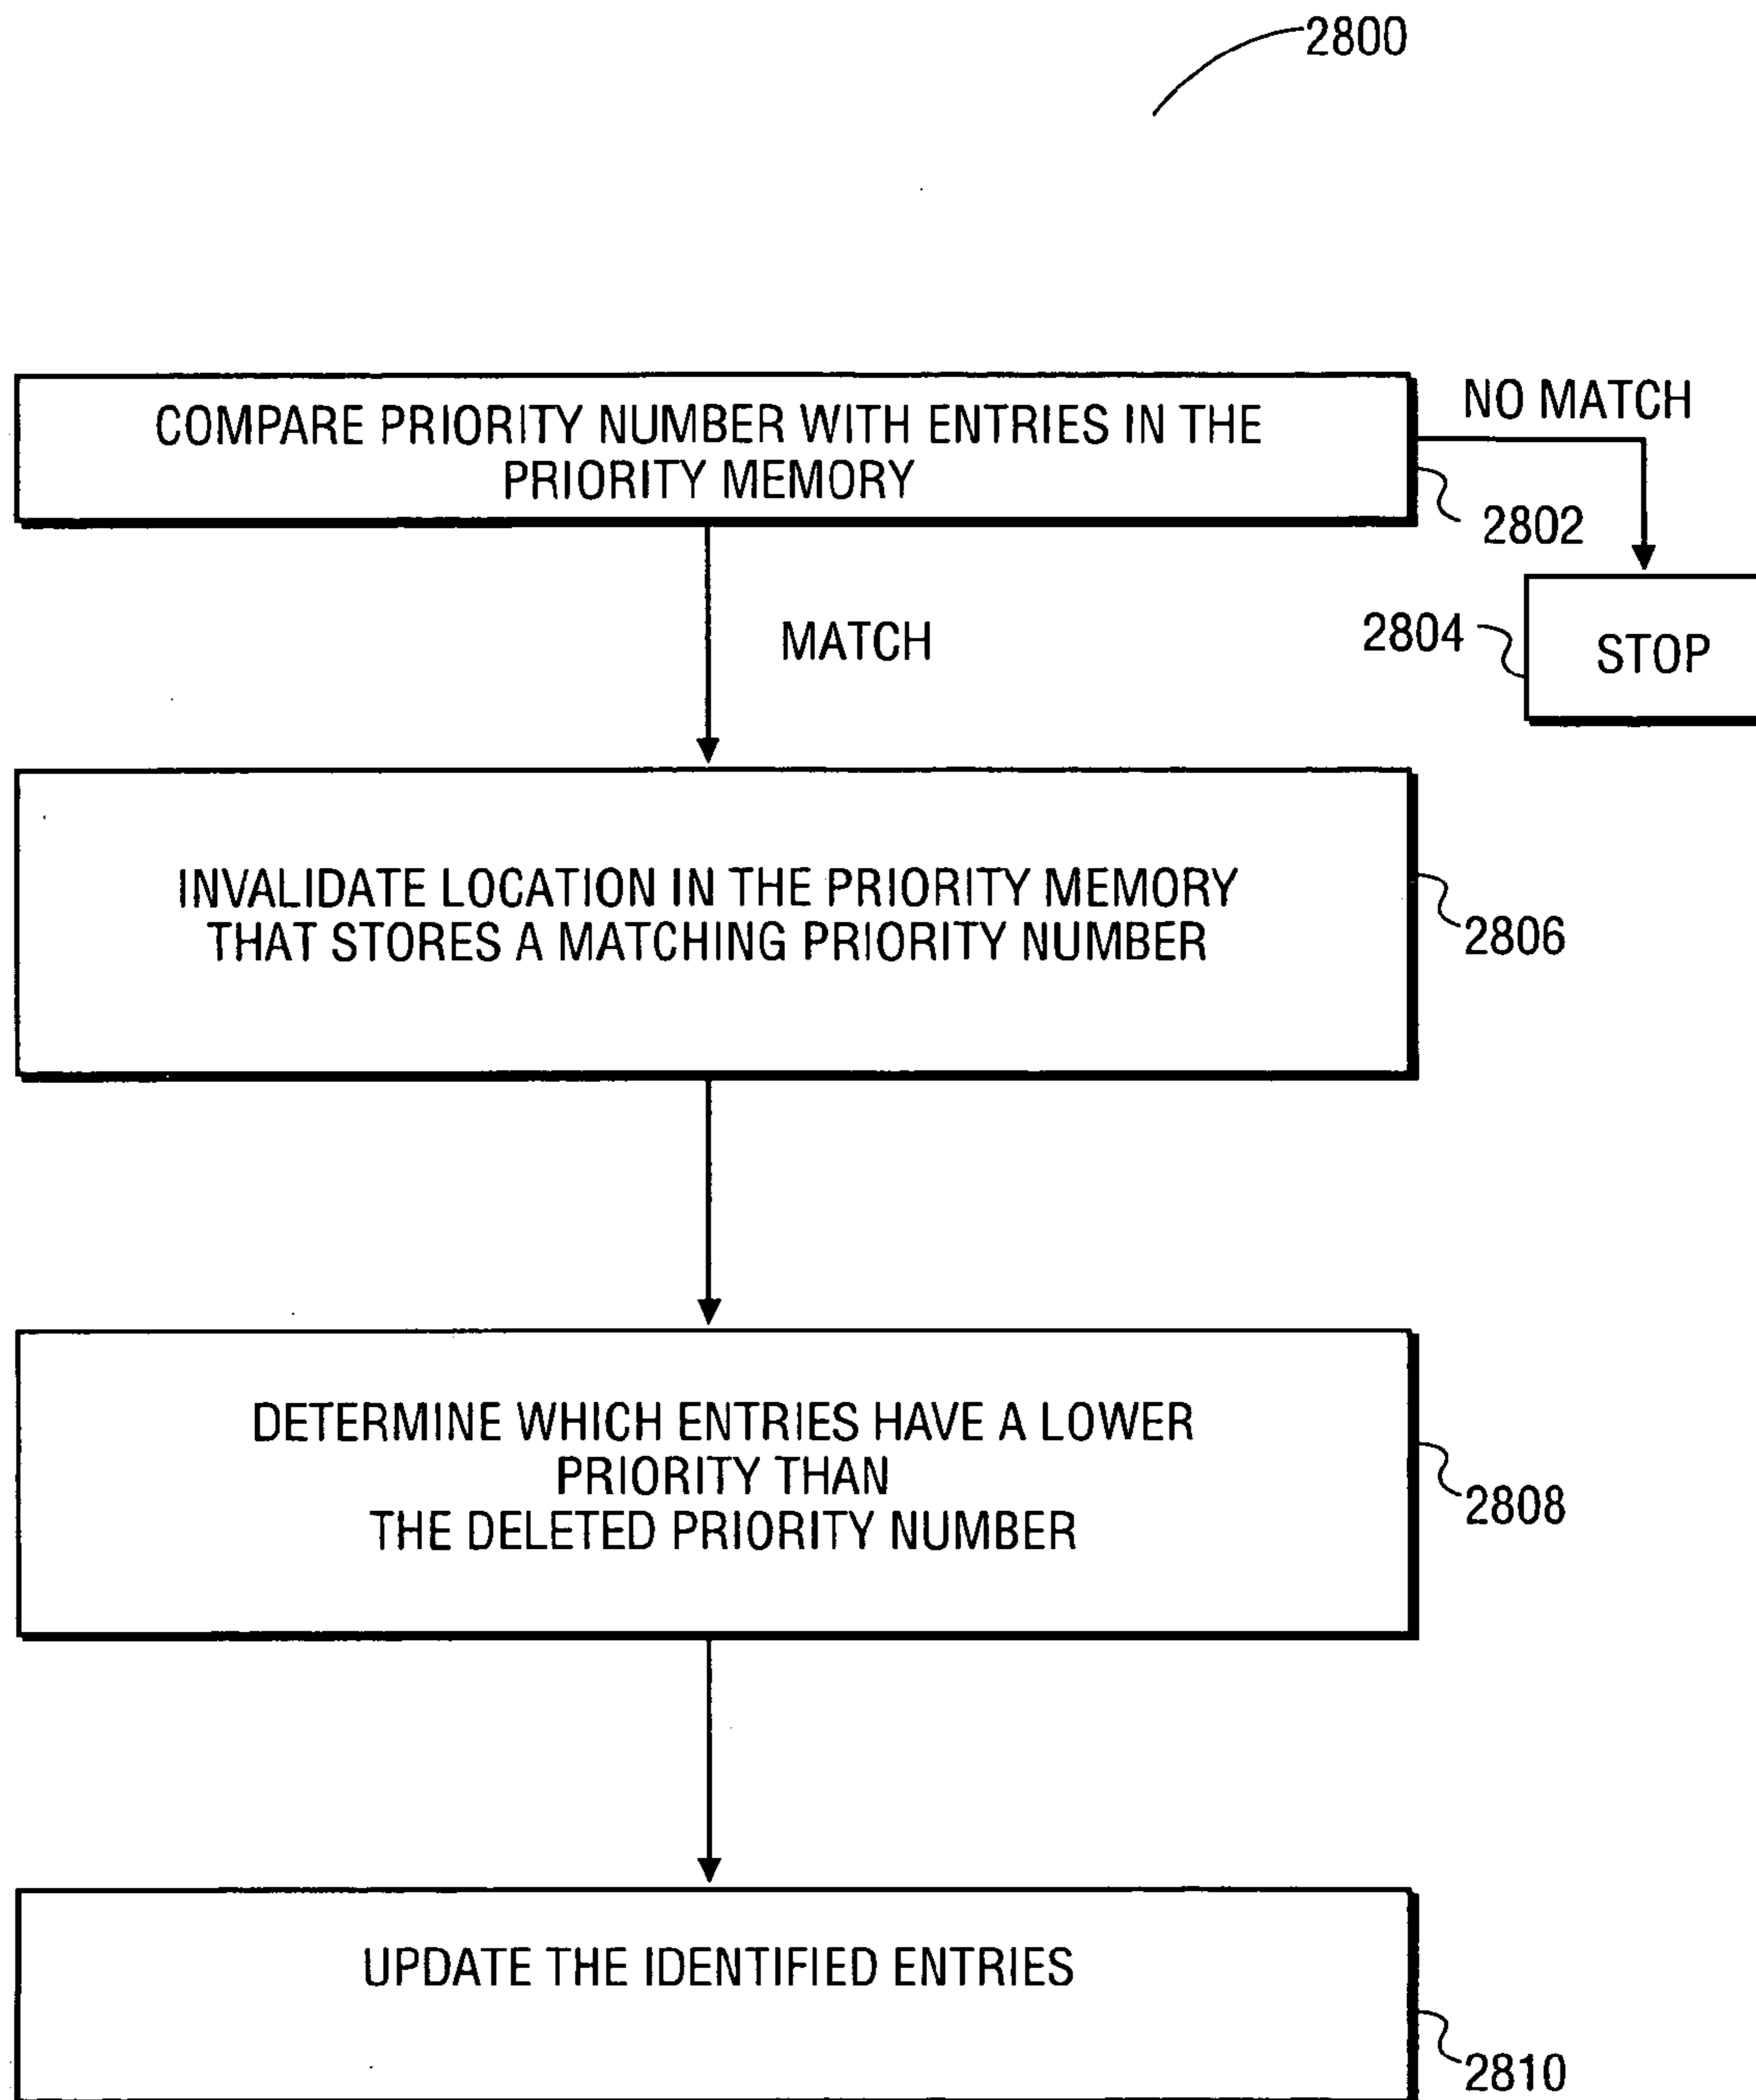 2800
COMPARE PRIORITY NUMBER WITH ENTRIES IN THE
PRIORITY MEMORY
NO MATCH
2802
MATCH
2804
STOP
INVALIDATE LOCATION IN THE PRIORITY MEMORY
THAT STORES A MATCHING PRIORITY NUMBER
2806
DETERMINE WHICH ENTRIES HAVE A LOWER
PRIORITY THAN
THE DELETED PRIORITY NUMBER
2808
UPDATE THE IDENTIFIED ENTRIES
2810